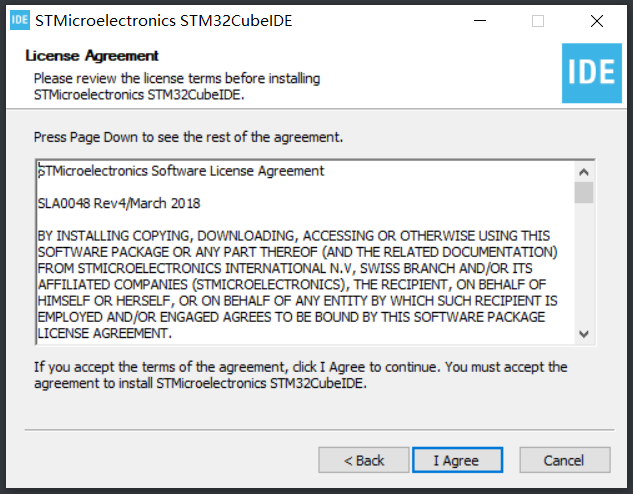 IDE STMicroelectronics STM32CubeIDE
License Agreement
Please review the license terms before installing
STMicroelectronics STM32CubeIDE.
IDE
Press Page Down to see the rest of the agreement.
STMicroelectronics Software License Agreement
SLA0048 Rev4/March 2018
BY INSTALLING COPYING, DOWNLOADING, ACCESSING OR OTHERWISE USING THIS
SOFTWARE PACKAGE OR ANY PART THEREOF (AND THE RELATED DOCUMENTATION)
FROM STMICROELECTRONICS INTERNATIONAL N.V, SWISS BRANCH AND/OR ITS
AFFILIATED COMPANIES (STMICROELECTRONICS), THE RECIPIENT, ON BEHALF OF
HIMSELF OR HERSELF, OR ON BEHALF OF ANY ENTITY BY WHICH SUCH RECIPIENT IS
EMPLOYED AND/OR ENGAGED AGREES TO BE BOUND BY THIS SOFTWARE PACKAGE
LICENSE AGREEMENT.
If you accept the terms of the agreement, click I Agree to continue. You must accept the
agreement to install STMicroelectronics STM32CubeIDE.
< Back I Agree Cancel